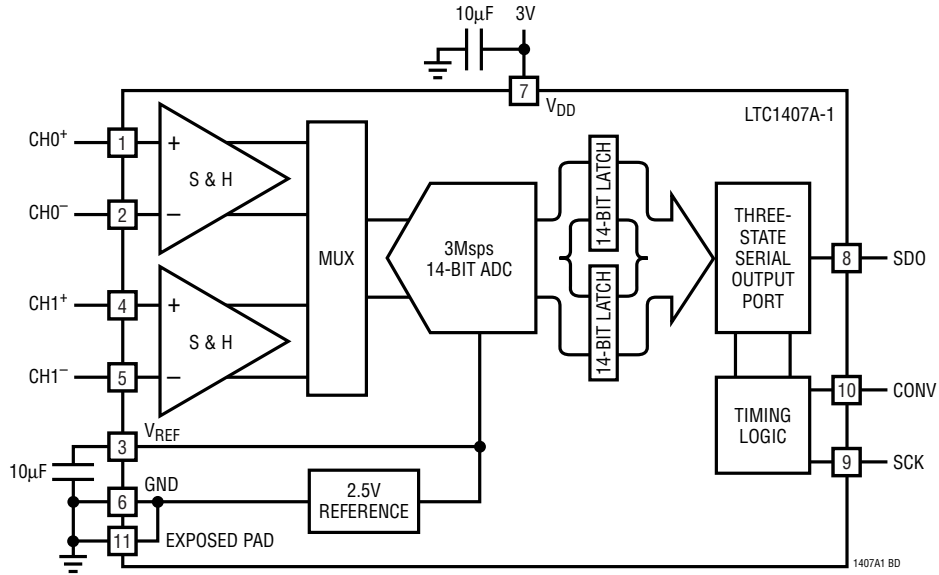 10µF 3V
7
VDD
LTC1407A-1
CH0+
1
+
S & H
CH0–
2
–
CH1+
4
+
S & H
CH1–
5
–
MUX
3Msps
14-BIT ADC
14-BIT LATCH
14-BIT LATCH
THREE-
STATE
SERIAL
OUTPUT
PORT
8
SDO
TIMING
LOGIC
10
CONV
9
SCK
3
VREF
10µF
6
GND
11
EXPOSED PAD
2.5V
REFERENCE
1407A1 BD